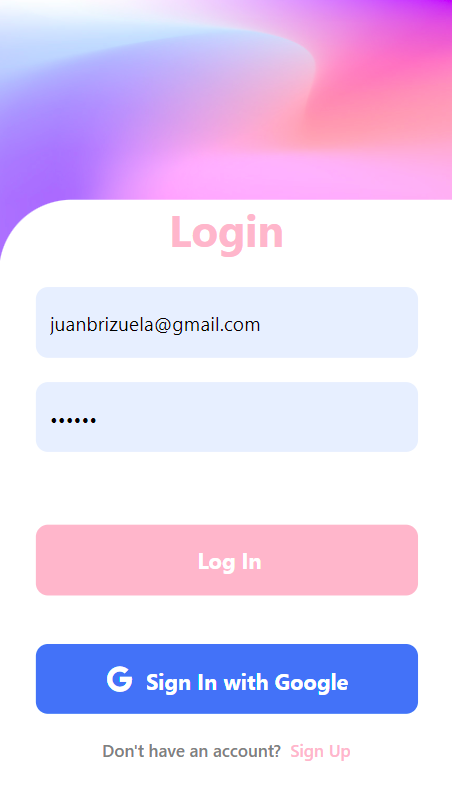 Login
juanbrizuela@gmail.com
••••••
Log In
G Sign In with Google
Don't have an account? Sign Up